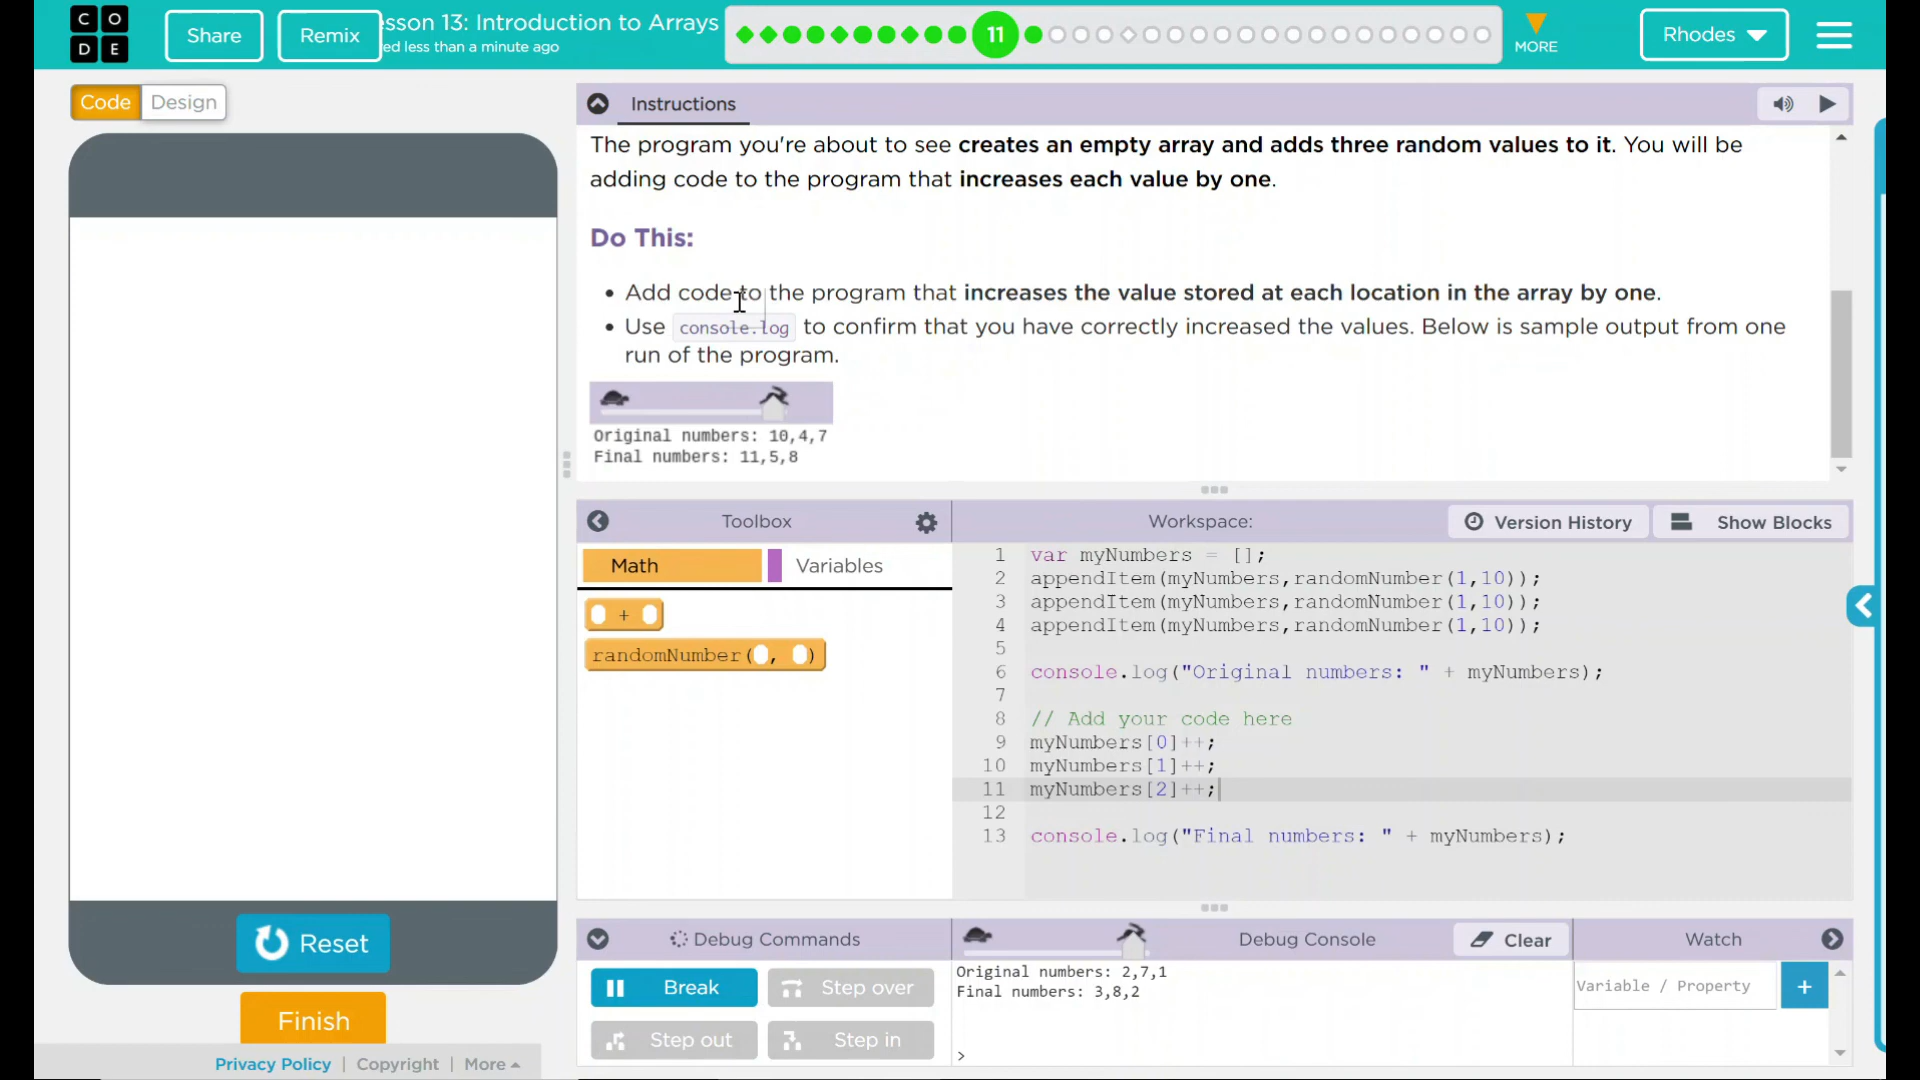 CODE
Share
Remix
esson 13: Introduction to Arrays
ed less than a minute ago
11
MORE
Rhodes
Code
Design
Instructions
The program you're about to see creates an empty array and adds three random values to it. You will be
adding code to the program that increases each value by one.
Do This:
Add code to the program that increases the value stored at each location in the array by one.
Use console.log to confirm that you have correctly increased the values. Below is sample output from one
run of the program.
Original numbers: 10,4,7
Final numbers: 11,5,8
Toolbox
Workspace:
Version History
Show Blocks
Math
Variables
+
randomNumber( , )
1 var myNumbers = [];
2 appendItem(myNumbers,randomNumber(1,10));
3 appendItem(myNumbers,randomNumber(1,10));
4 appendItem(myNumbers,randomNumber(1,10));
5
6 console.log("Original numbers: " + myNumbers);
7
8 // Add your code here
9 myNumbers[0]++;
10 myNumbers[1]++;
11 myNumbers[2]++;
12
13 console.log("Final numbers: " + myNumbers);
Reset
Finish
Debug Commands
Debug Console
Clear
Watch
Break
Step over
Step out
Step in
Original numbers: 2,7,1
Final numbers: 3,8,2
>
Variable / Property
+
Privacy Policy | Copyright | More